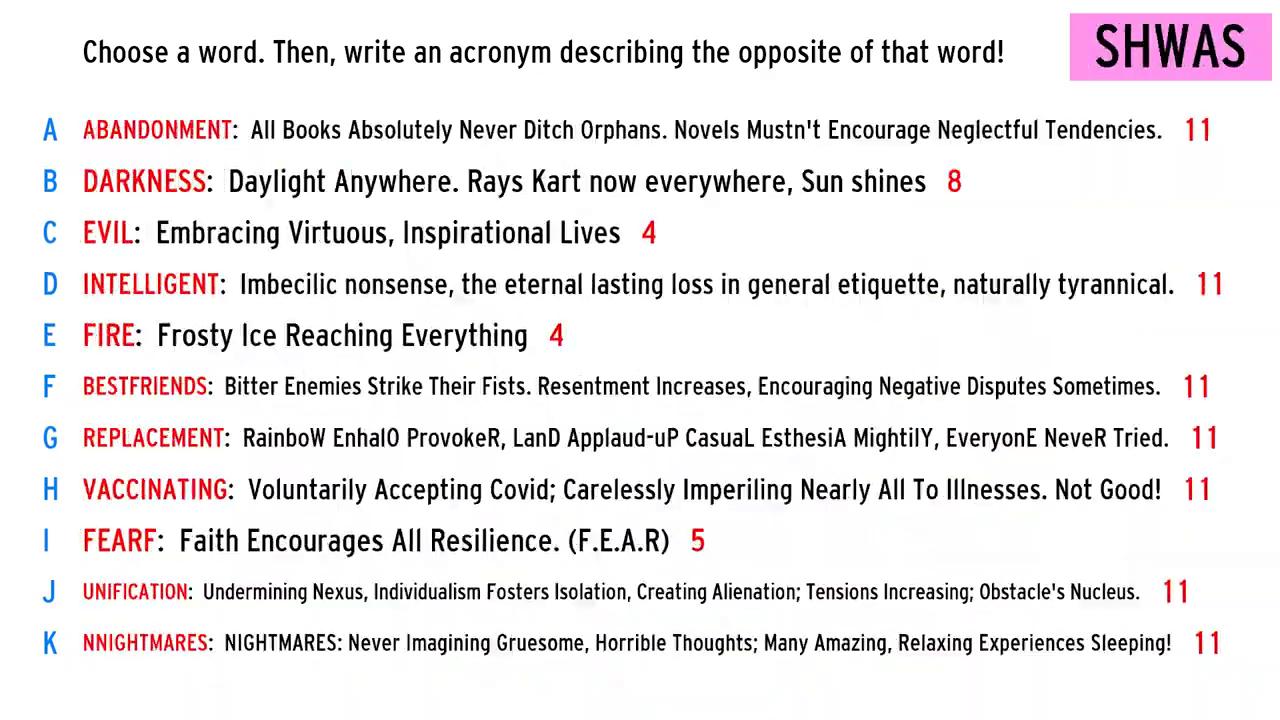 Choose a word. Then, write an acronym describing the opposite of that word!
SHWAS
A ABANDONMENT: All Books Absolutely Never Ditch Orphans. Novels Mustn't Encourage Neglectful Tendencies. 11
B DARKNESS: Daylight Anywhere. Rays Kart now everywhere, Sun shines 8
C EVIL: Embracing Virtuous, Inspirational Lives 4
D INTELLIGENT: Imbecilic nonsense, the eternal lasting loss in general etiquette, naturally tyrannical. 11
E FIRE: Frosty Ice Reaching Everything 4
F BESTFRIENDS: Bitter Enemies Strike Their Fists. Resentment Increases, Encouraging Negative Disputes Sometimes. 11
G REPLACEMENT: RainboW EnhalO ProvokeR, LanD Applaud-uP CasuaL EsthesiA MightilY, EveryonE NeveR Tried. 11
H VACCINATING: Voluntarily Accepting Covid; Carelessly Imperiling Nearly All To Illnesses. Not Good! 11
I FEARF: Faith Encourages All Resilience. (F.E.A.R) 5
J UNIFICATION: Undermining Nexus, Individualism Fosters Isolation, Creating Alienation; Tensions Increasing; Obstacle's Nucleus. 11
K NNIGHTMARES: NIGHTMARES: Never Imagining Gruesome, Horrible Thoughts; Many Amazing, Relaxing Experiences Sleeping! 11